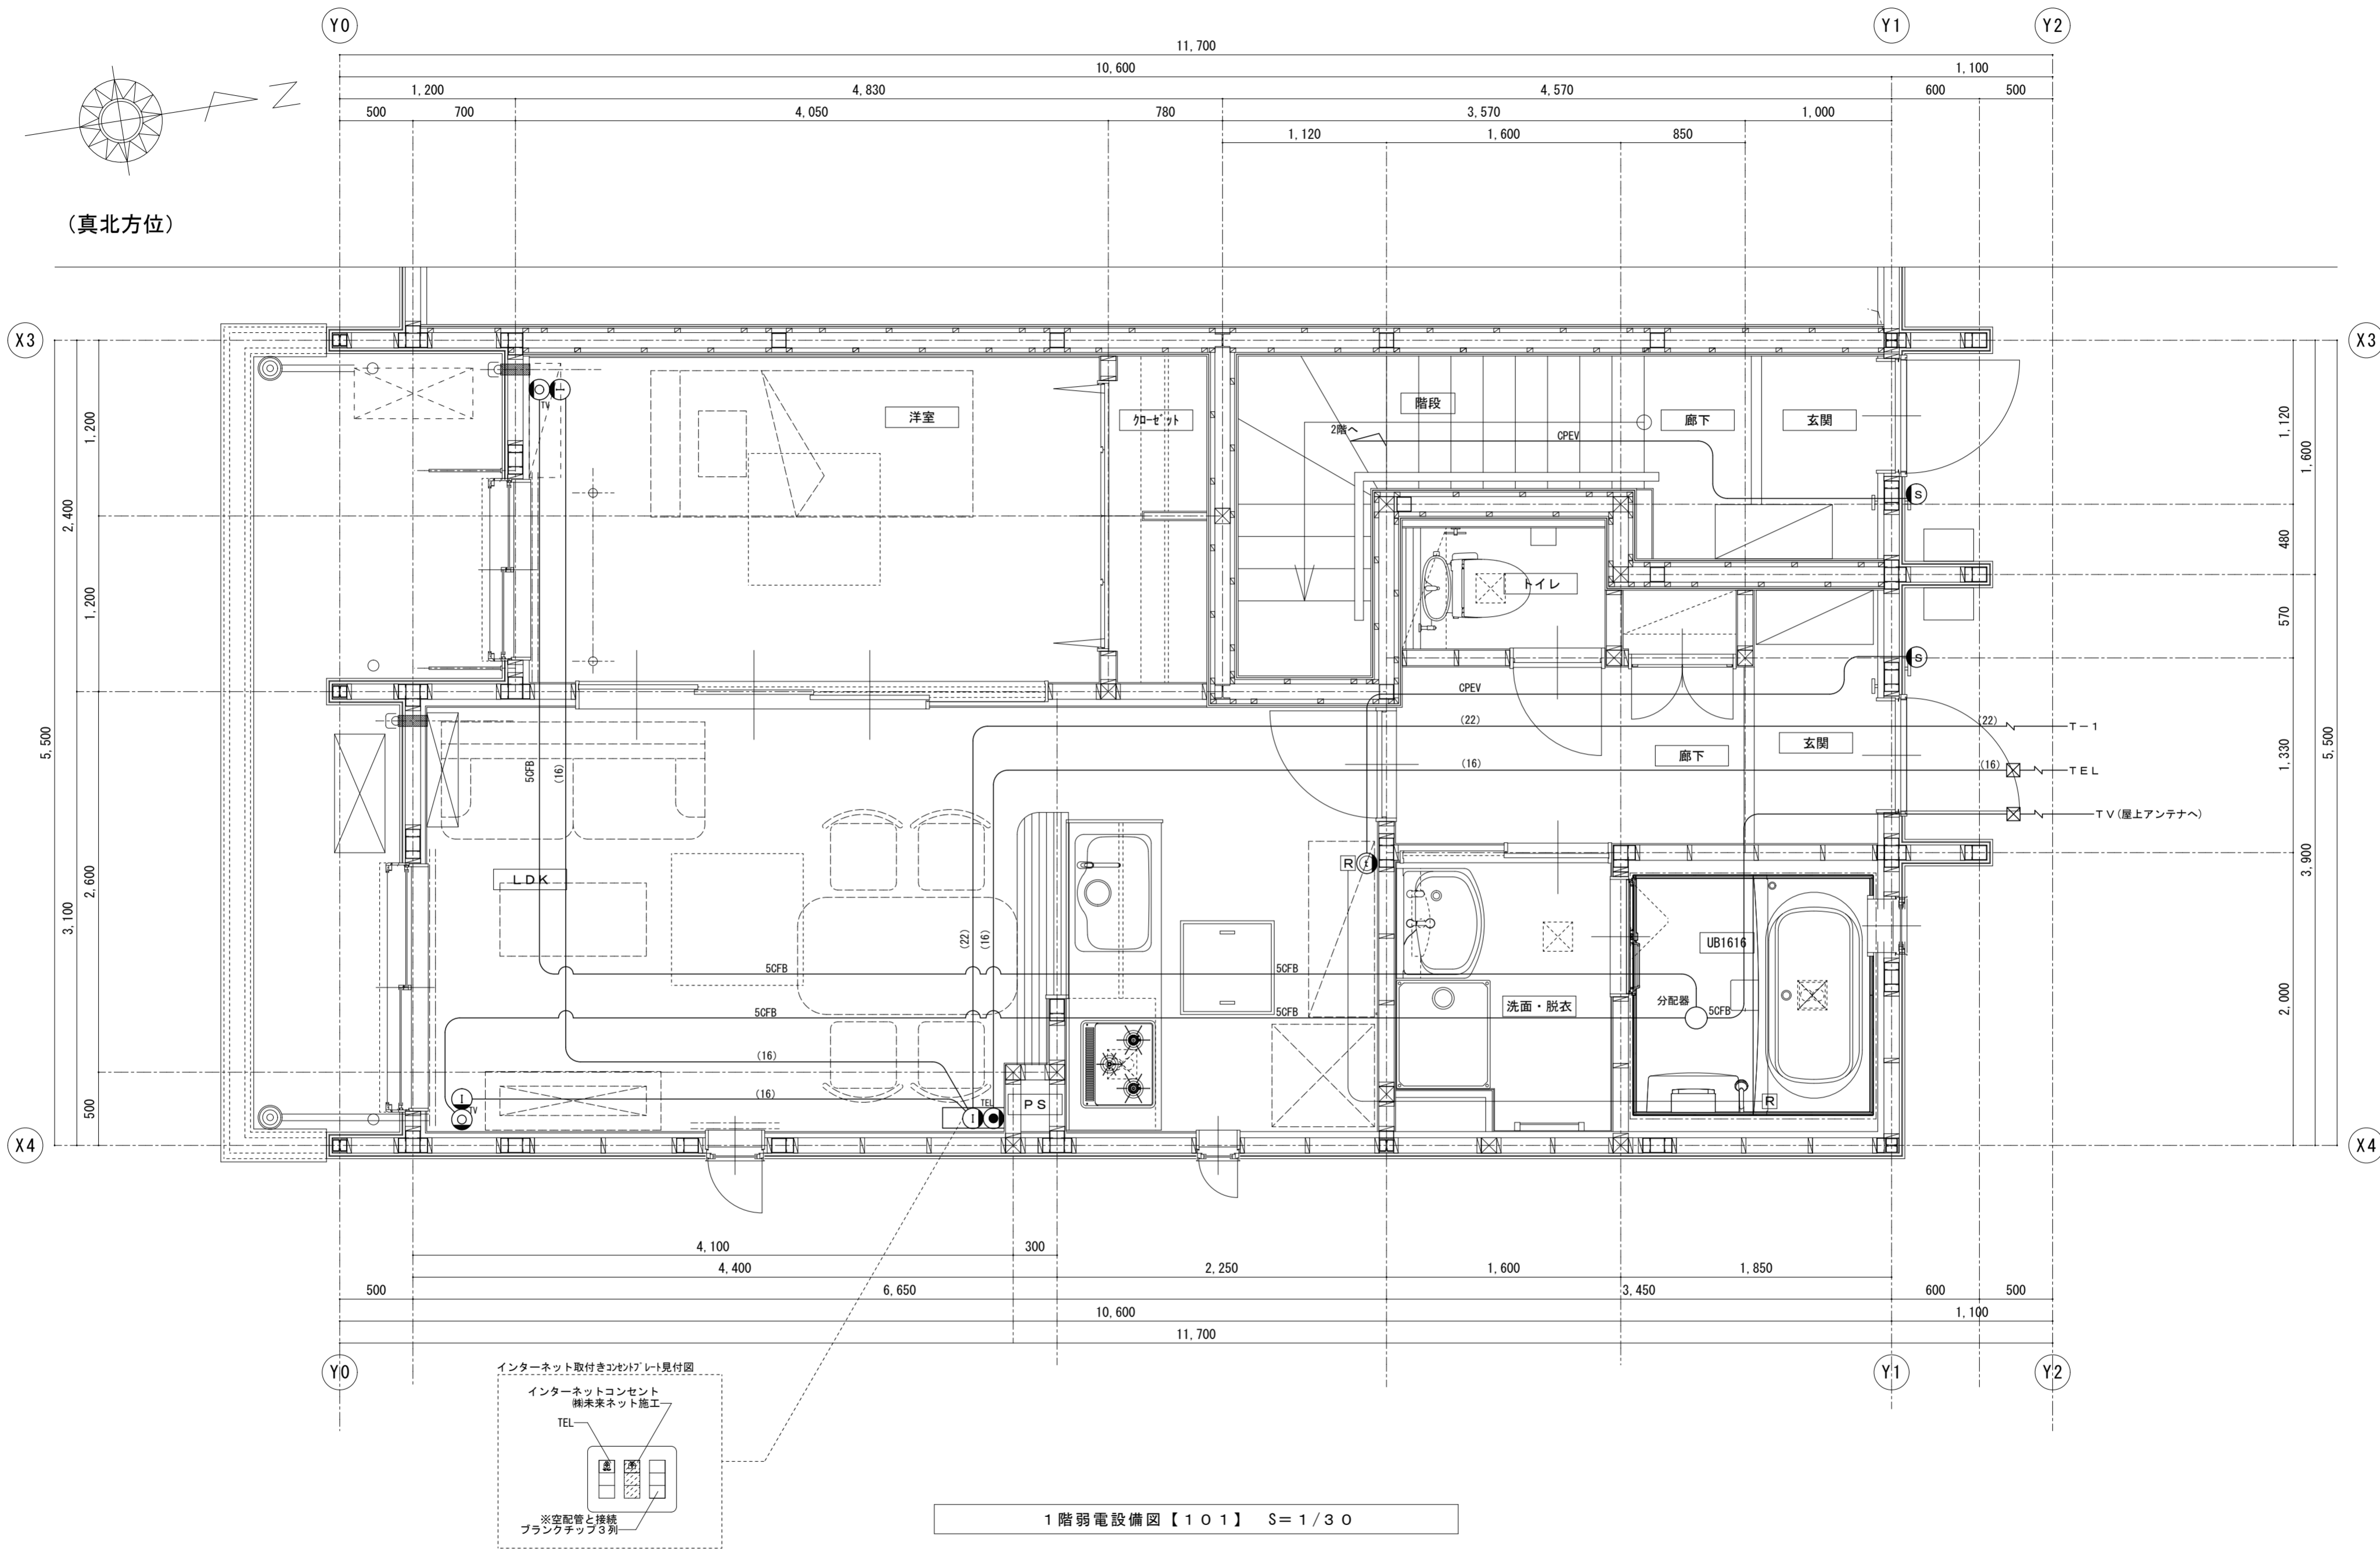 Y0
Y1
Y2
11,700
10,600
1,100
1,200
4,830
4,570
600
500
500
700
4,050
780
3,570
1,000
1,120
1,600
850
N
(真北方位)
X3
X3
1,200
2,400
1,200
5,500
2,600
3,100
500
1,120
1,600
480
570
1,330
5,500
3,900
2,000
TV
洋室
クローゼット
階段
廊下
玄関
2階へ
CPEV
S
トイレ
S
CPEV
(22)
(22)
T-1
玄関
廊下
5CFB
(16)
(16)
(16)
TEL
TV(屋上アンテナへ)
R
t
LDK
(22)
(16)
UB1616
5CFB
5CFB
分配器
洗面・脱衣
5CFB
5CFB
5CFB
(16)
I
(16)
TV
I
TEL
PS
R
X4
X4
4,100
300
4,400
2,250
1,600
1,850
500
6,650
3,450
600
500
10,600
1,100
11,700
Y0
Y1
Y2
インターネット取付きコンセントプレート見付図
インターネットコンセント
㈱未来ネット施工
TEL
※空配管と接続
ブランクチップ3列
1階弱電設備図【101】 S=1/30